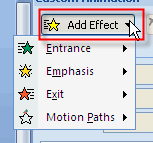 Custom Animation
Add Effect
Entrance
Emphasis
Exit
Motion Paths